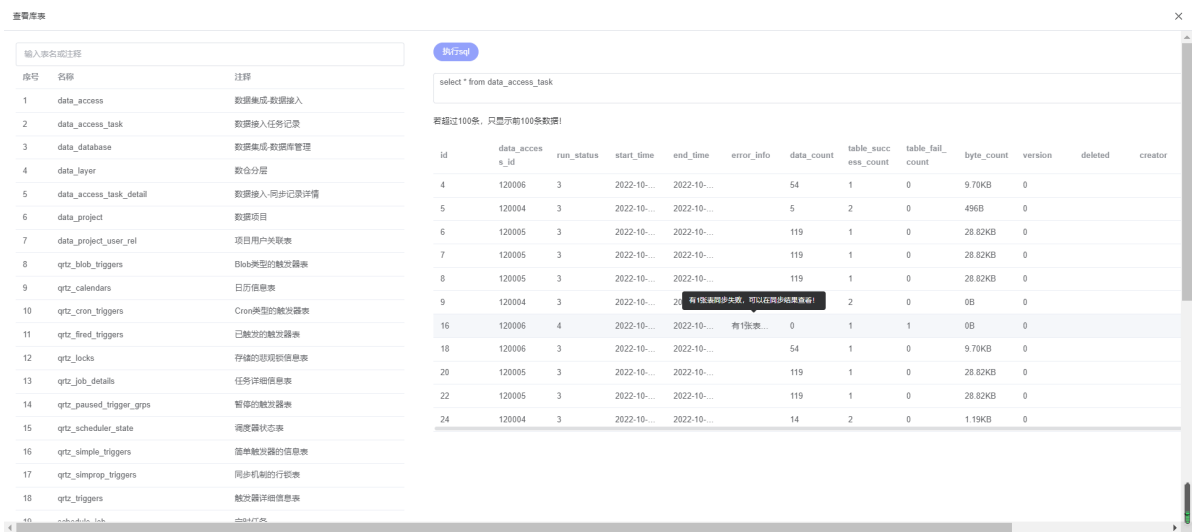 查看库表
输入表名或注释
序号 名称 注释
1 data_access 数据集成-数据接入
2 data_access_task 数据接入任务记录
3 data_database 数据集成-数据库管理
4 data_layer 数仓分层
5 data_access_task_detail 数据接入-同步记录详情
6 data_project 数据项目
7 data_project_user_rel 项目用户关联表
8 qrtz_blob_triggers Blob类型的触发器表
9 qrtz_calendars 日历信息表
10 qrtz_cron_triggers Cron类型的触发器表
11 qrtz_fired_triggers 已触发的触发器表
12 qrtz_locks 存储的悲观锁信息表
13 qrtz_job_details 任务详细信息表
14 qrtz_paused_trigger_grps 暂停的触发器表
15 qrtz_scheduler_state 调度器状态表
16 qrtz_simple_triggers 简单触发器的信息表
17 qrtz_simprop_triggers 同步机制的行锁表
18 qrtz_triggers 触发器详细信息表
19 schedule_job 定时任务
执行sql
select * from data_access_task
若超过100条，只显示前100条数据!
id data_acces run_status start_time end_time error_info data_count table_succ table_fail_ byte_count version deleted creator
s_id ess_count count
4 120006 3 2022-10-... 2022-10-... 54 1 0 9.70KB 0
5 120004 3 2022-10-... 2022-10-... 5 2 0 496B 0
6 120005 3 2022-10-... 2022-10-... 119 1 0 28.82KB 0
7 120005 3 2022-10-... 2022-10-... 119 1 0 28.82KB 0
8 120005 3 2022-10-... 2022-10-... 119 1 0 28.82KB 0
有1张表同步失败，可以在同步结果查看!
9 120004 3 2022-10-... 20 2 0 0B 0
16 120006 4 2022-10-... 2022-10-... 有1张表... 0 1 1 0B 0
18 120006 3 2022-10-... 2022-10-... 54 1 0 9.70KB 0
20 120005 3 2022-10-... 2022-10-... 119 1 0 28.82KB 0
22 120005 3 2022-10-... 2022-10-... 119 1 0 28.82KB 0
24 120004 3 2022-10-... 2022-10-... 14 2 0 1.19KB 0